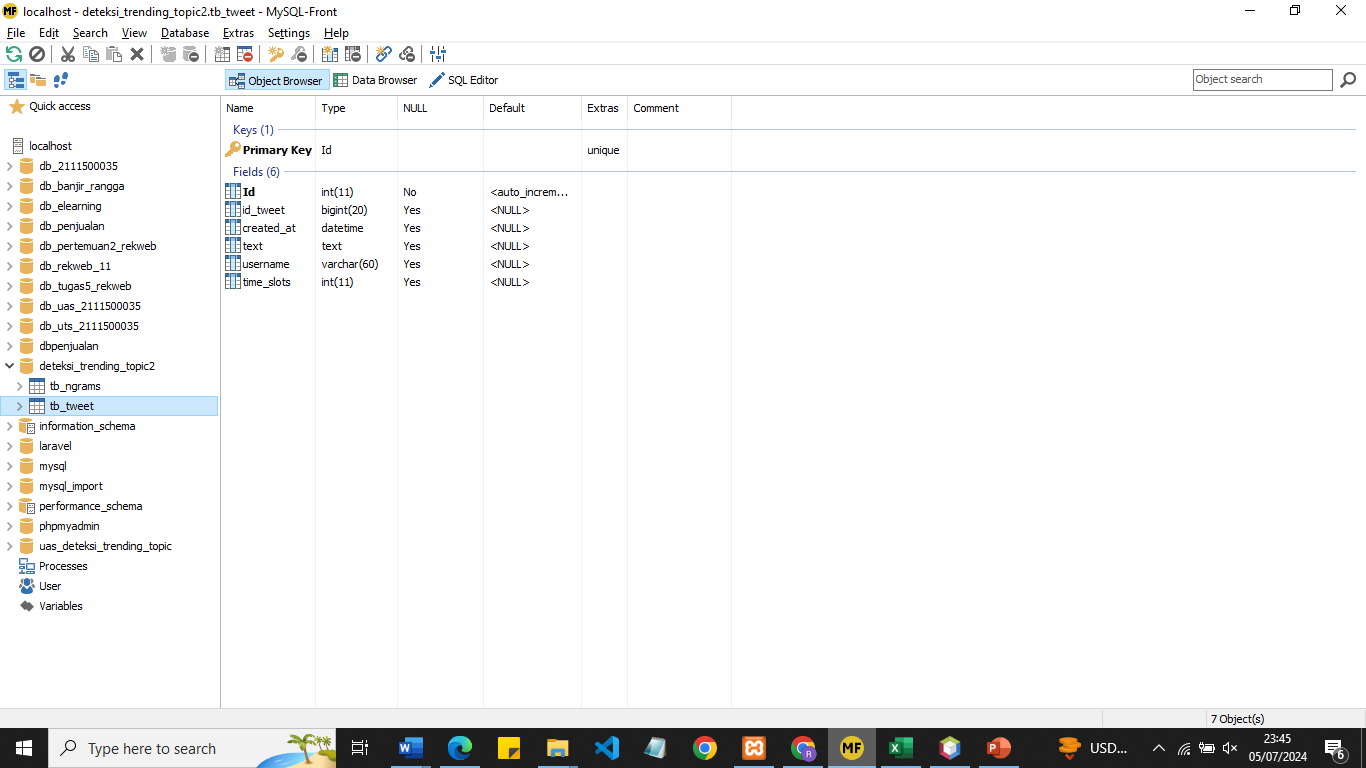 localhost - deteksi_trending_topic2.tb_tweet - MySQL-Front
File Edit Search View Database Extras Settings Help
Object Browser Data Browser SQL Editor Object search
Quick access
localhost
db_2111500035
db_banjir_rangga
db_elearning
db_penjualan
db_pertemuan2_rekweb
db_rekweb_11
db_tugas5_rekweb
db_uas_2111500035
db_uts_2111500035
dbpenjualan
deteksi_trending_topic2
tb_ngrams
tb_tweet
information_schema
laravel
mysql
mysql_import
performance_schema
phpmyadmin
uas_deteksi_trending_topic
Processes
User
Variables
Name Type NULL Default Extras Comment
Keys (1)
Primary Key Id unique
Fields (6)
Id int(11) No <auto_increm...
id_tweet bigint(20) Yes <NULL>
created_at datetime Yes <NULL>
text text Yes <NULL>
username varchar(60) Yes <NULL>
time_slots int(11) Yes <NULL>
7 Object(s)
Type here to search
USD...
23:45
05/07/2024
6